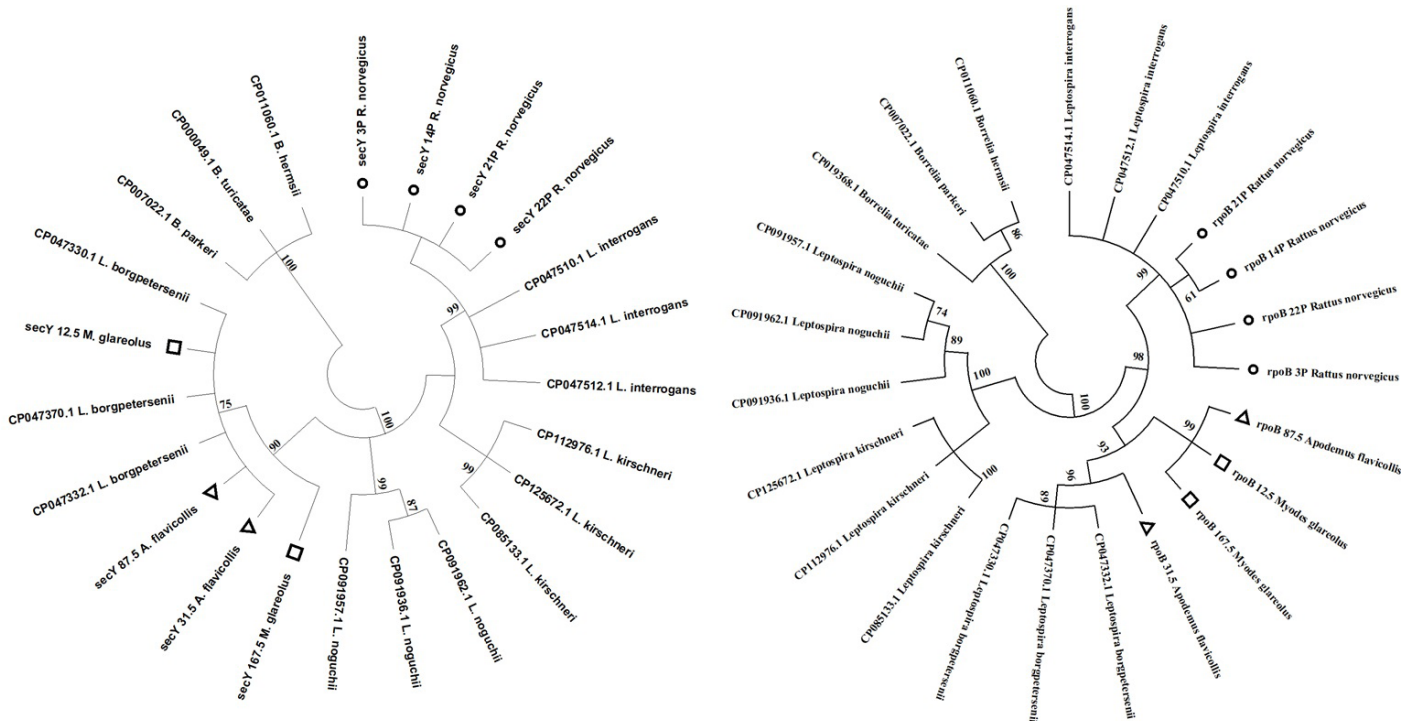 CP011060.1 B. hermsii
CP000049.1 B. turicatae
CP007022.1 B. parkeri
CP047330.1 L. borgpetersenii
secY 12.5 M. glareolus
CP047370.1 L. borgpetersenii
CP047332.1 L. borgpetersenii
secY 87.5 A. flavicollis
secY 31.5 A. flavicollis
secY 167.5 M. glareolus
CP091957.1 L. noguchii
CP091936.1 L. noguchii
CP091962.1 L. noguchii
CP085133.1 L. kirschneri
CP125672.1 L. kirschneri
CP112976.1 L. kirschneri
CP047512.1 L. interrogans
CP047514.1 L. interrogans
CP047510.1 L. interrogans
secY 22P R. norvegicus
secY 21P R. norvegicus
secY 14P R. norvegicus
secY 3P R. norvegicus
100
99
75
90
100
99
87
99
CP047514.1 Leptospira interrogans
CP047512.1 Leptospira interrogans
CP047510.1 Leptospira interrogans
rpoB 21P Rattus norvegicus
rpoB 14P Rattus norvegicus
rpoB 22P Rattus norvegicus
rpoB 3P Rattus norvegicus
rpoB 87.5 Apodemus flavicollis
rpoB 12.5 Myodes glareolus
rpoB 167.5 Myodes glareolus
rpoB 31.5 Apodemus flavicollis
CP047332.1 Leptospira borgpetersenii
CP047370.1 Leptospira borgpetersenii
CP047330.1 Leptospira borgpetersenii
CP085133.1 Leptospira kirschneri
CP112976.1 Leptospira kirschneri
CP125672.1 Leptospira kirschneri
CP091936.1 Leptospira noguchii
CP091962.1 Leptospira noguchii
CP091957.1 Leptospira noguchii
CP019368.1 Borrelia turicatae
CP007022.1 Borrelia parkeri
CP011060.1 Borrelia hermsii
86
100
99
61
74
89
100
98
100
99
93
96
89
100